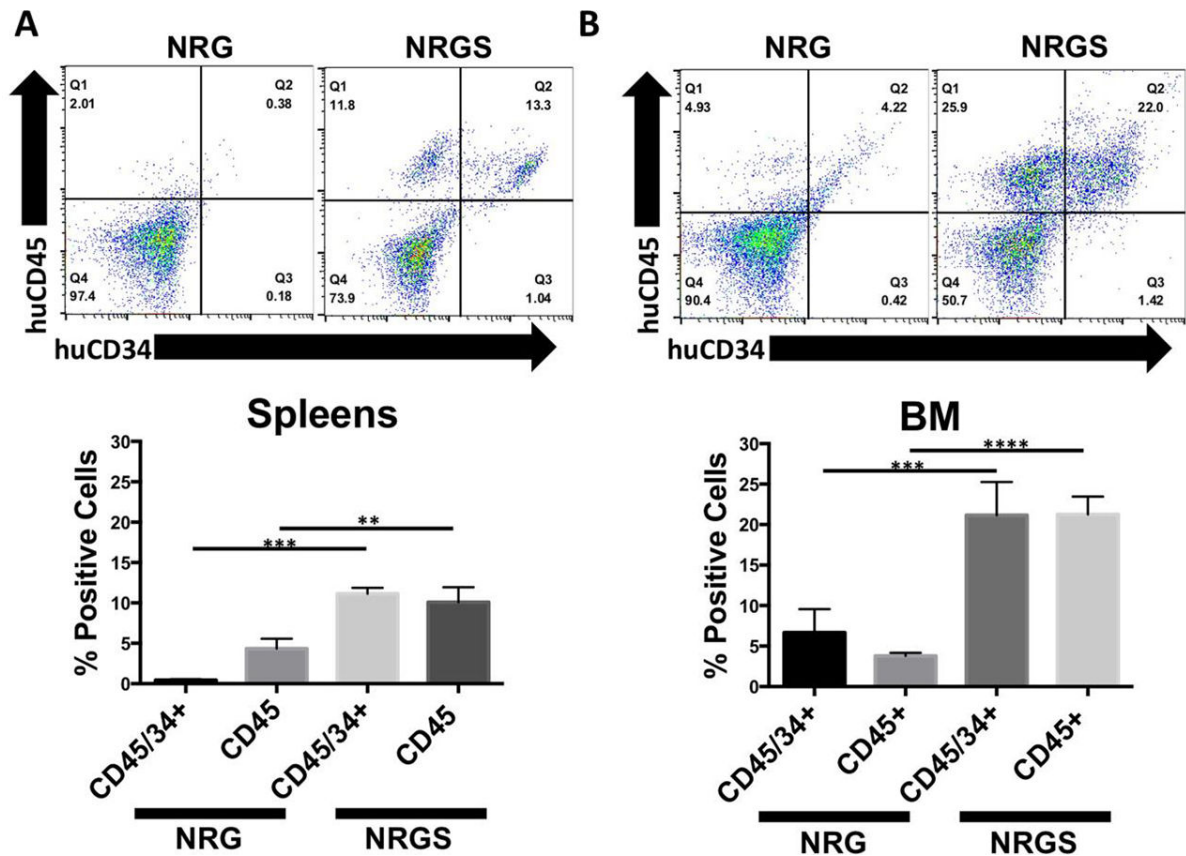 A
NRG
NRGS
Q1
2.01
Q2
0.38
Q4
97.4
Q3
0.18
Q1
11.8
Q2
13.3
Q4
73.9
Q3
1.04
huCD45
huCD34
B
NRG
NRGS
Q1
4.93
Q2
4.22
Q4
90.4
Q3
0.42
Q1
25.9
Q2
22.0
Q4
50.7
Q3
1.42
huCD45
huCD34
Spleens
% Positive Cells
30
25
20
15
10
5
0
***
**
CD45/34+
CD45
CD45/34+
CD45
NRG
NRGS
BM
% Positive Cells
30
25
20
15
10
5
0
***
****
CD45/34+
CD45+
CD45/34+
CD45+
NRG
NRGS